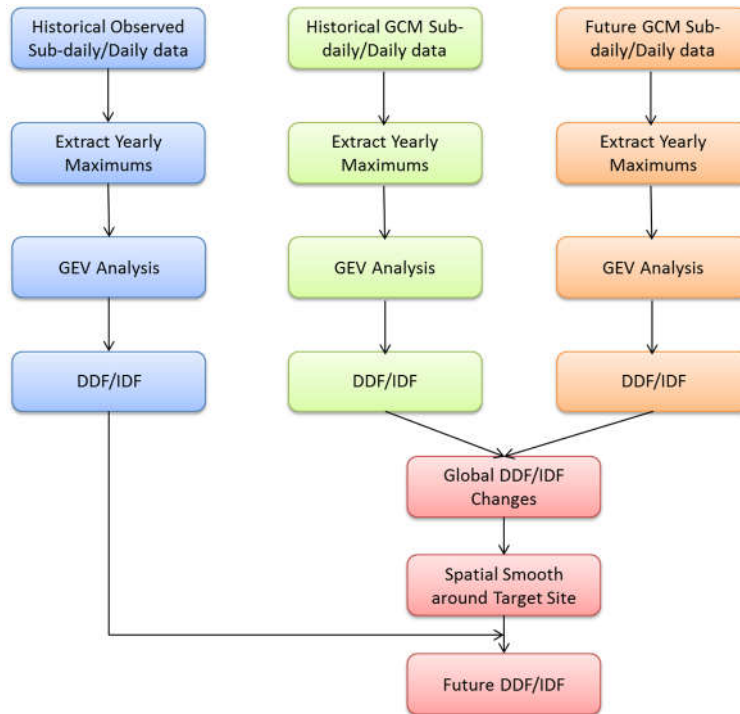 Historical Observed
Sub-daily/Daily data
Historical GCM Sub-
daily/Daily data
Future GCM Sub-
daily/Daily data
Extract Yearly
Maximums
Extract Yearly
Maximums
Extract Yearly
Maximums
GEV Analysis
GEV Analysis
GEV Analysis
DDF/IDF
DDF/IDF
DDF/IDF
Global DDF/IDF
Changes
Spatial Smooth
around Target Site
Future DDF/IDF